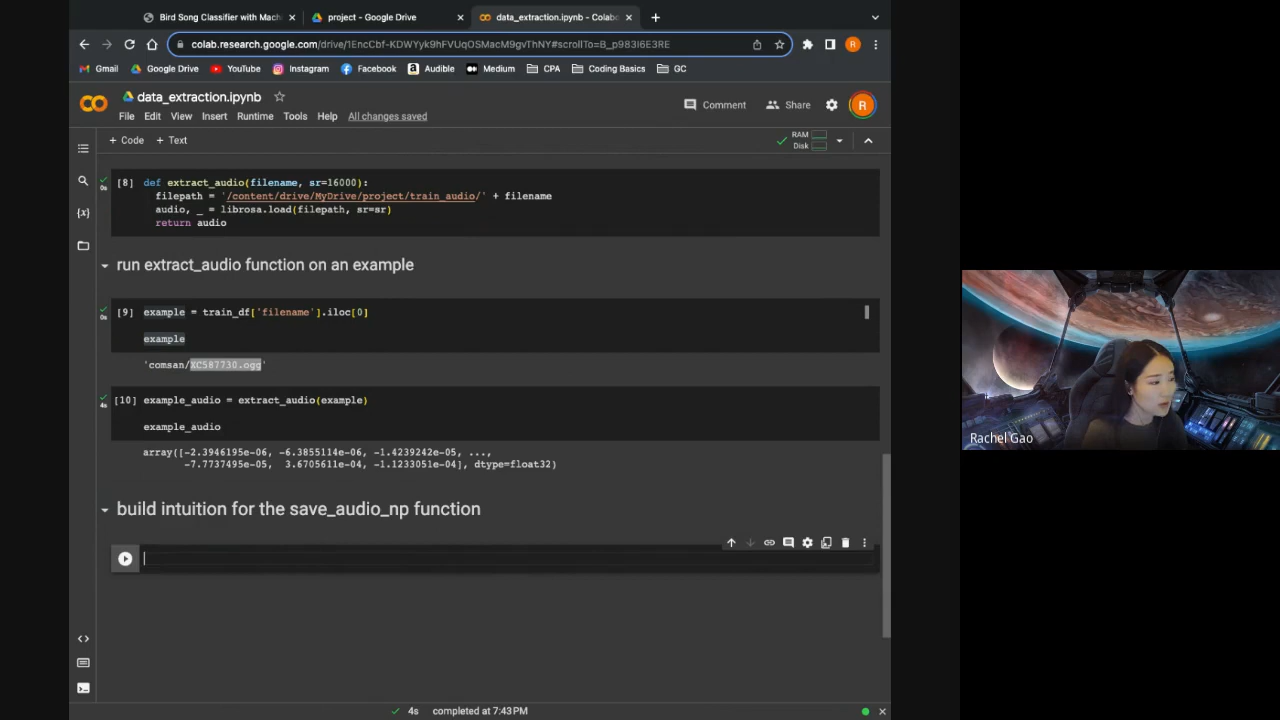 Bird Song Classifier with Mach
project - Google Drive
data_extraction.ipynb - Colabo
colab.research.google.com/drive/1EncCbf-KDWYyk9hFVUqOSMacM9gvThNY#scrollTo=B_p983I6E3RE
R
Gmail
Google Drive
YouTube
Instagram
Facebook
Audible
Medium
CPA
Coding Basics
GC
data_extraction.ipynb
Comment
Share
R
File Edit View Insert Runtime Tools Help All changes saved
+ Code + Text
RAM
Disk
[8] def extract_audio(filename, sr=16000):
0s
filepath = '/content/drive/MyDrive/project/train_audio/' + filename
audio, _ = librosa.load(filepath, sr=sr)
return audio
run extract_audio function on an example
[9] example = train_df['filename'].iloc[0]
0s
example
'comsan/XC587730.ogg'
[10] example_audio = extract_audio(example)
4s
example_audio
array([-2.3946195e-06, -6.3855114e-06, -1.4239242e-05, ...,
-7.7737495e-05, 3.6705611e-04, -1.1233051e-04], dtype=float32)
build intuition for the save_audio_np function
4s completed at 7:43PM
Rachel Gao